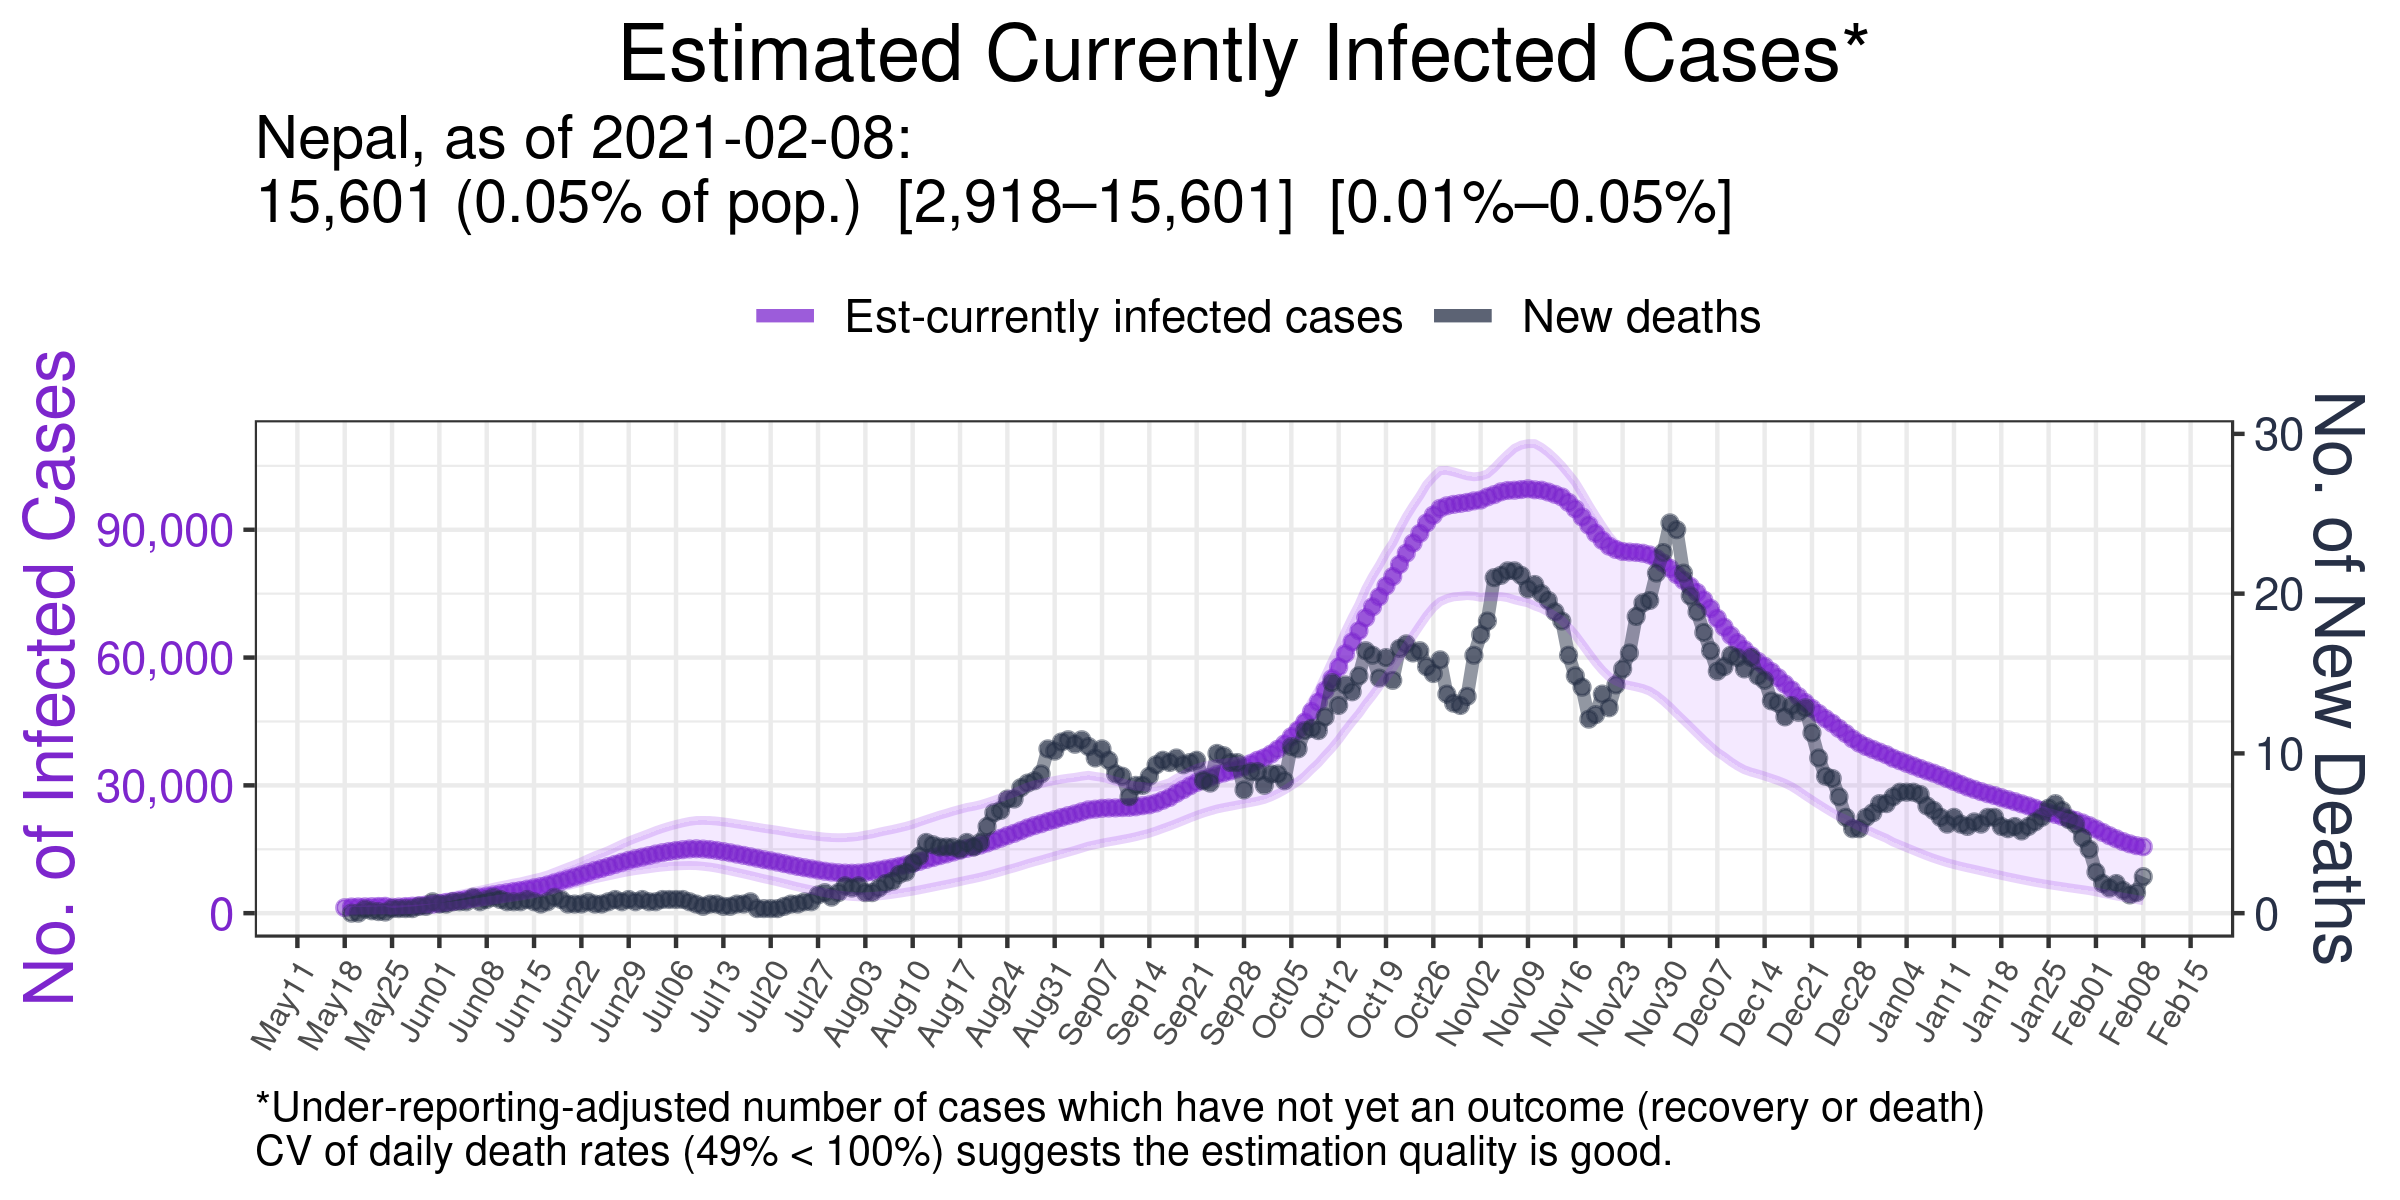 Estimated Currently Infected Cases*
Nepal, as of 2021-02-08:
15,601 (0.05% of pop.) [2,918–15,601] [0.01%–0.05%]
Est-currently infected cases
New deaths
No. of Infected Cases
90,000
60,000
30,000
0
30
20
10
0
No. of New Deaths
May11
May18
May25
Jun01
Jun08
Jun15
Jun22
Jun29
Jul06
Jul13
Jul20
Jul27
Aug03
Aug10
Aug17
Aug24
Aug31
Sep07
Sep14
Sep21
Sep28
Oct05
Oct12
Oct19
Oct26
Nov02
Nov09
Nov16
Nov23
Nov30
Dec07
Dec14
Dec21
Dec28
Jan04
Jan11
Jan18
Jan25
Feb01
Feb08
Feb15
*Under-reporting-adjusted number of cases which have not yet an outcome (recovery or death)
CV of daily death rates (49% < 100%) suggests the estimation quality is good.